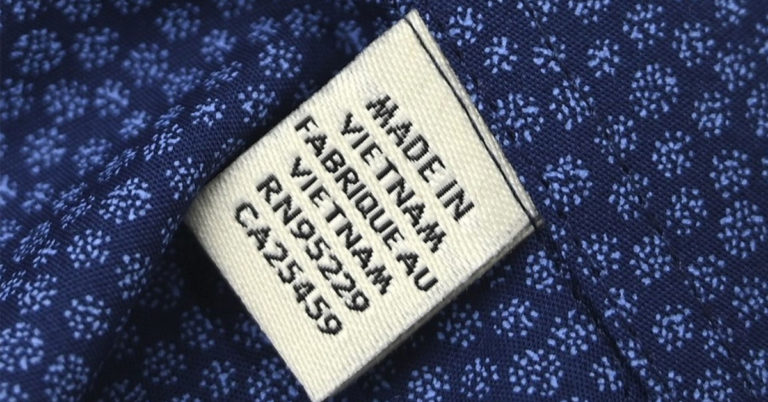 MADE IN
VIETNAM
FABRIQUE AU
VIETNAM
RN95229
CA25459